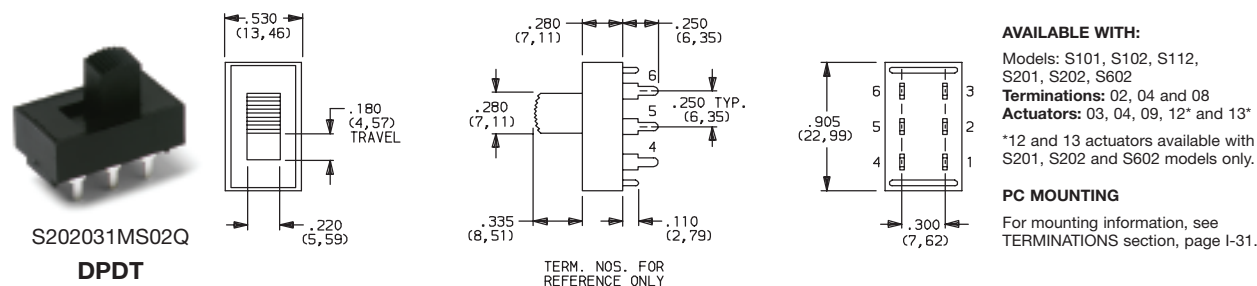 S202031MS02Q
DPDT
.530
(13,46)
.180
(4,57)
TRAVEL
.220
(5,59)
.280
(7,11)
.250
(6,35)
.280
(7,11)
6
5
4
.250 TYP.
(6,35)
.335
(8,51)
.110
(2,79)
TERM. NOS. FOR
REFERENCE ONLY
.905
(22,99)
6
3
5
2
4
1
.300
(7,62)
AVAILABLE WITH:
Models: S101, S102, S112,
S201, S202, S602
Terminations: 02, 04 and 08
Actuators: 03, 04, 09, 12* and 13*
*12 and 13 actuators available with
S201, S202 and S602 models only.
PC MOUNTING
For mounting information, see
TERMINATIONS section, page I-31.